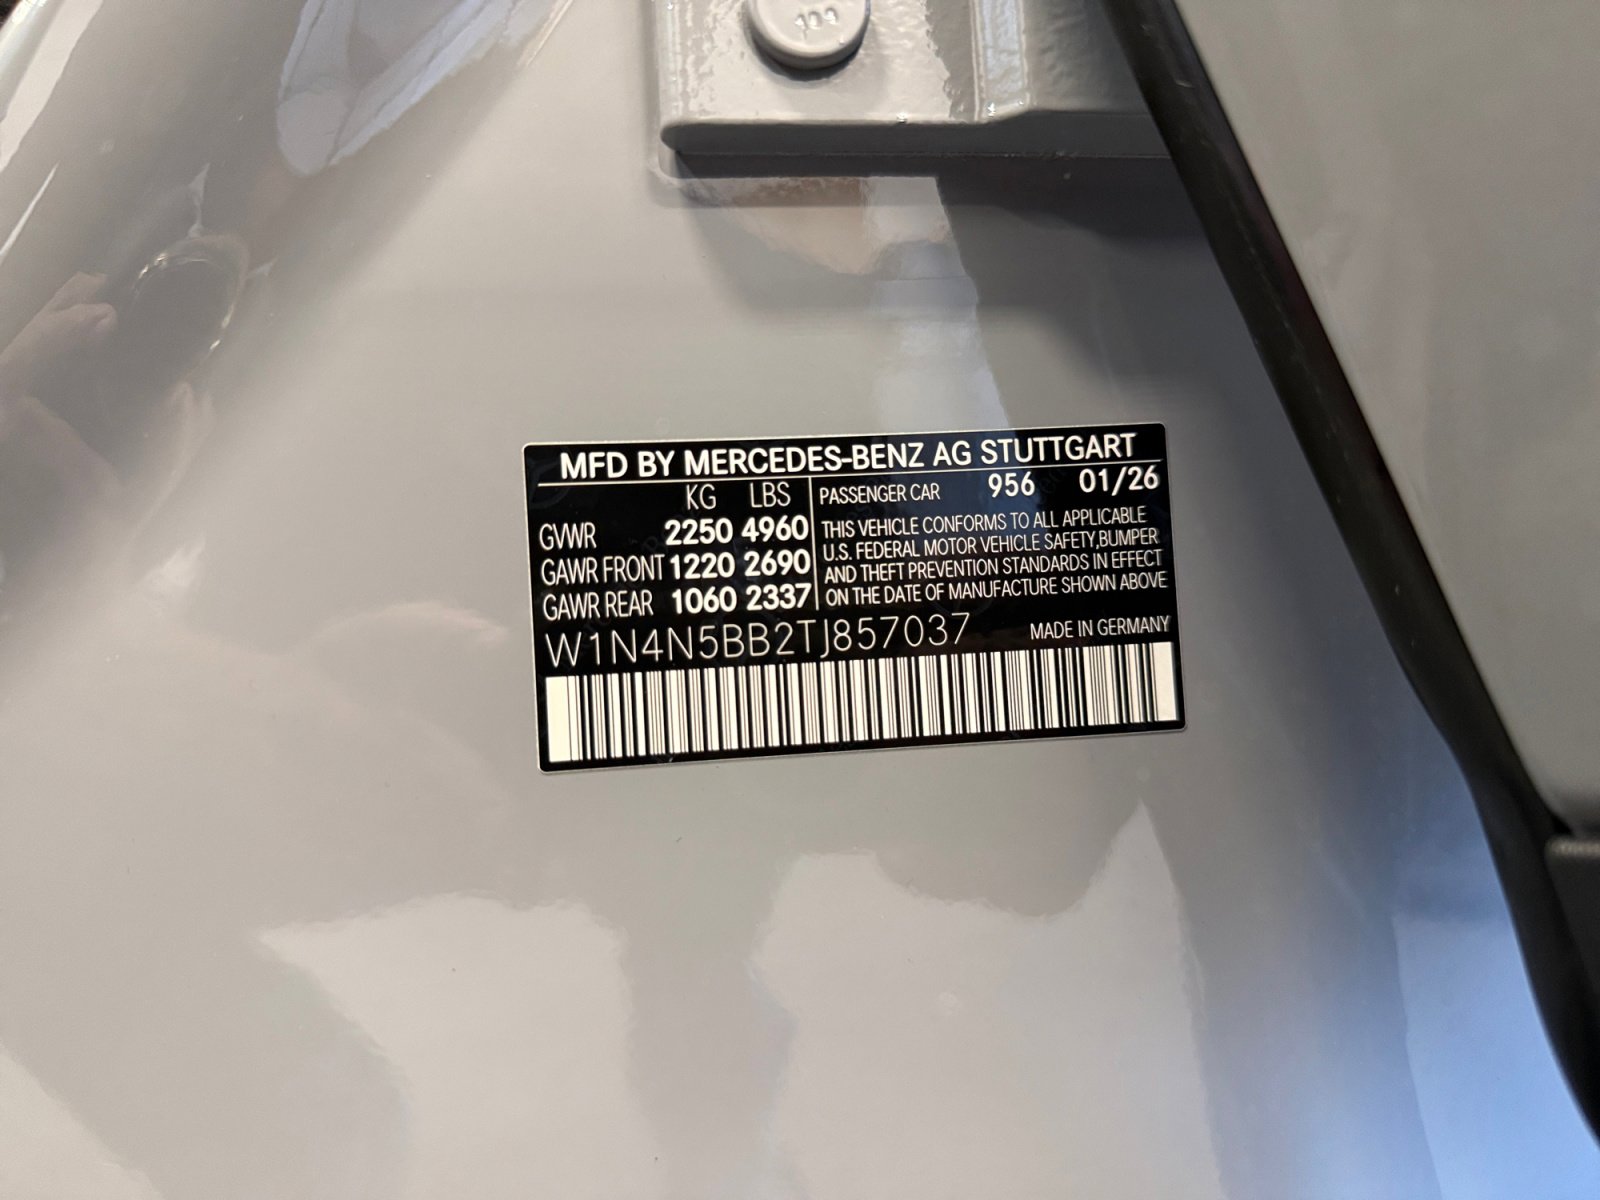 MFD BY MERCEDES-BENZ AG STUTTGART
KG LBS
GVWR 2250 4960
GAWR FRONT 1220 2690
GAWR REAR 1060 2337
PASSENGER CAR 956 01/26
THIS VEHICLE CONFORMS TO ALL APPLICABLE
U.S. FEDERAL MOTOR VEHICLE SAFETY,BUMPER
AND THEFT PREVENTION STANDARDS IN EFFECT
ON THE DATE OF MANUFACTURE SHOWN ABOVE
W1N4N5BB2TJ857037 MADE IN GERMANY